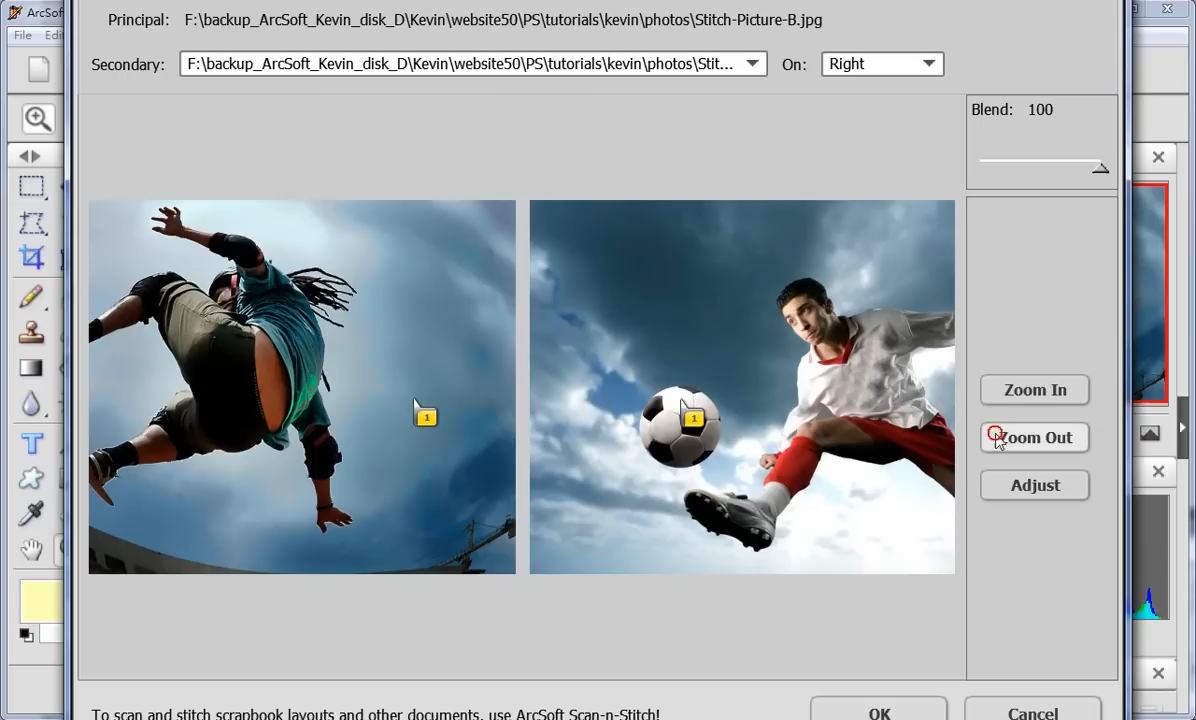 ArcSoft
File Edi
Principal: F:\backup_ArcSoft_Kevin_disk_D\Kevin\website50\PS\tutorials\kevin\photos\Stitch-Picture-B.jpg
Secondary: F:\backup_ArcSoft_Kevin_disk_D\Kevin\website50\PS\tutorials\kevin\photos\Stit... On: Right
Blend: 100
1 1
Zoom In
Zoom Out
Adjust
T
To scan and stitch scrapbook layouts and other documents, use ArcSoft Scan-n-Stitch! OK Cancel